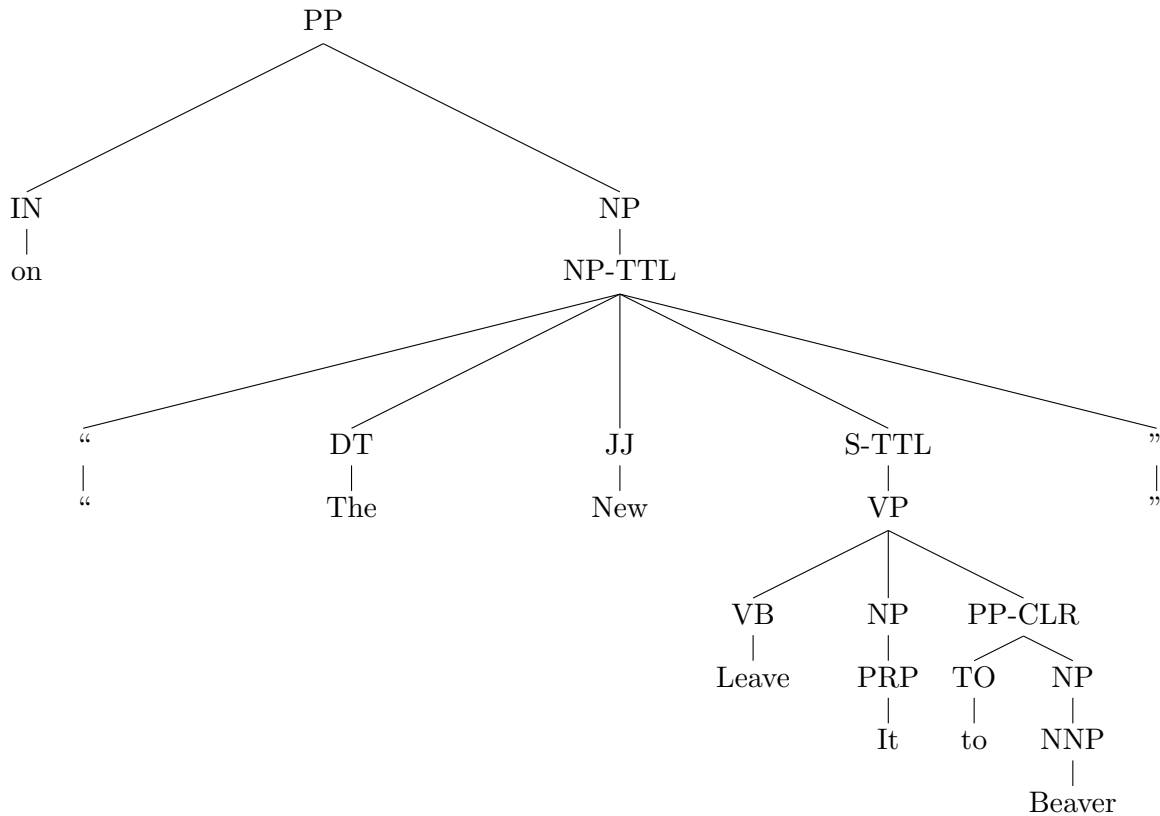 PP
IN NP
on NP-TTL
“ DT JJ S-TTL ”
“ The New VP ”
VB NP PP-CLR
Leave PRP TO NP
It to NNP
Beaver